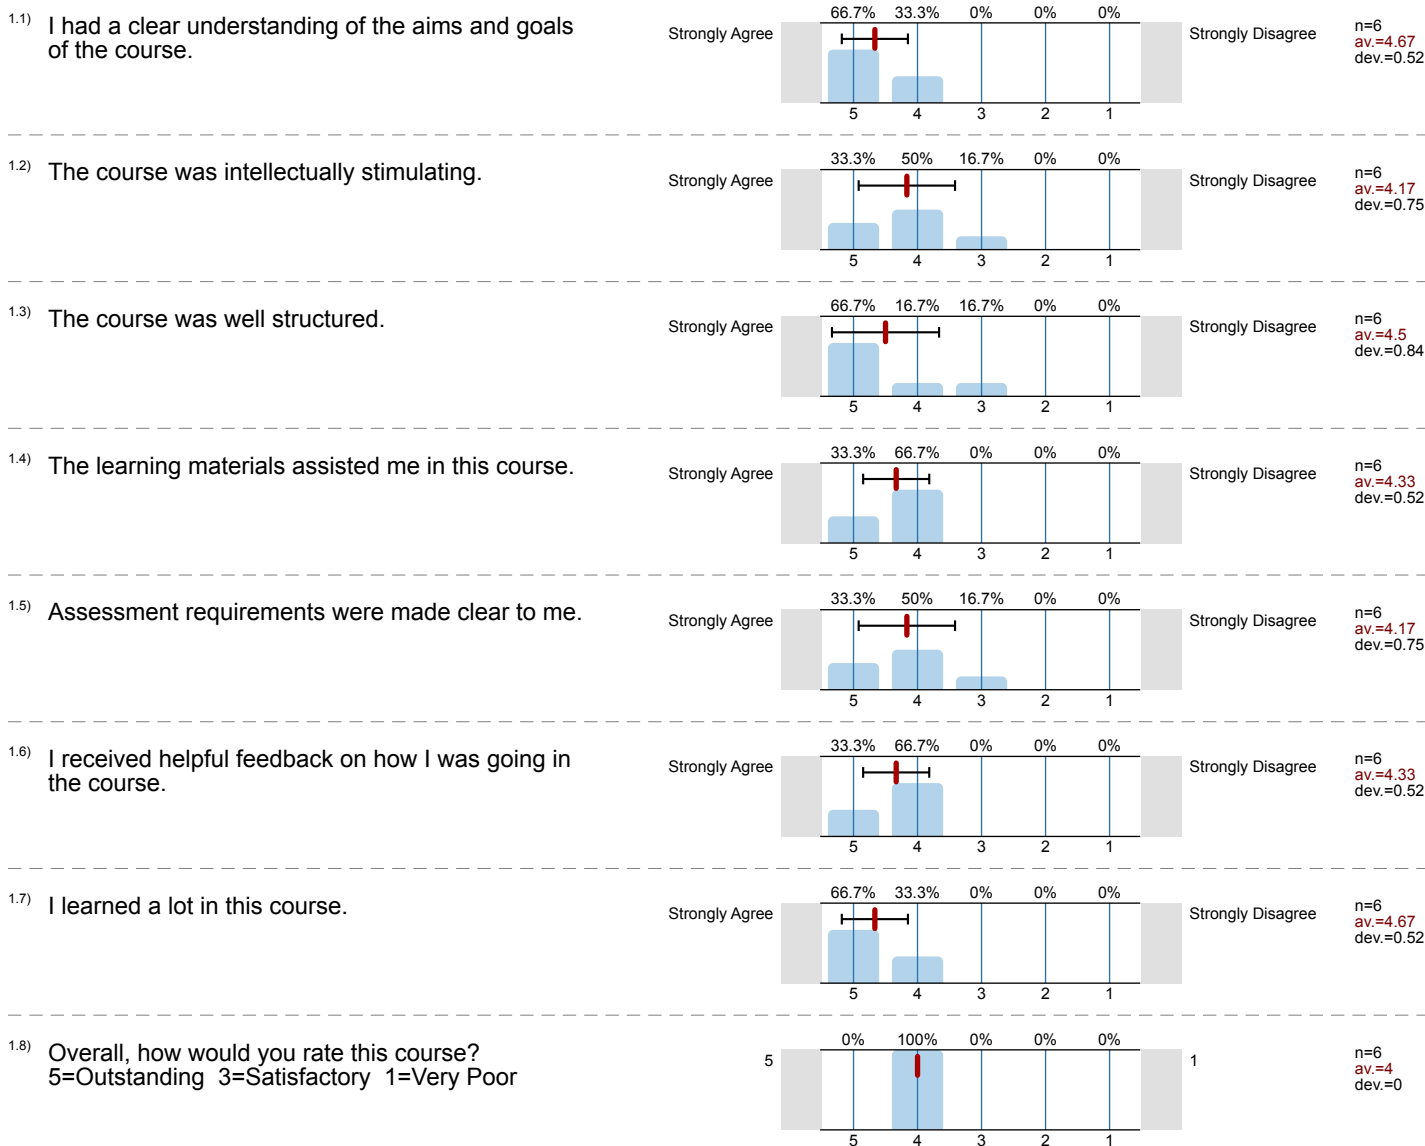 1.1) I had a clear understanding of the aims and goals
of the course.
66.7% 33.3% 0% 0% 0%
Strongly Agree Strongly Disagree
n=6
av.=4.67
dev.=0.52
5 4 3 2 1
1.2) The course was intellectually stimulating.
33.3% 50% 16.7% 0% 0%
Strongly Agree Strongly Disagree
n=6
av.=4.17
dev.=0.75
5 4 3 2 1
1.3) The course was well structured.
66.7% 16.7% 16.7% 0% 0%
Strongly Agree Strongly Disagree
n=6
av.=4.5
dev.=0.84
5 4 3 2 1
1.4) The learning materials assisted me in this course.
33.3% 66.7% 0% 0% 0%
Strongly Agree Strongly Disagree
n=6
av.=4.33
dev.=0.52
5 4 3 2 1
1.5) Assessment requirements were made clear to me.
33.3% 50% 16.7% 0% 0%
Strongly Agree Strongly Disagree
n=6
av.=4.17
dev.=0.75
5 4 3 2 1
1.6) I received helpful feedback on how I was going in
the course.
33.3% 66.7% 0% 0% 0%
Strongly Agree Strongly Disagree
n=6
av.=4.33
dev.=0.52
5 4 3 2 1
1.7) I learned a lot in this course.
66.7% 33.3% 0% 0% 0%
Strongly Agree Strongly Disagree
n=6
av.=4.67
dev.=0.52
5 4 3 2 1
1.8) Overall, how would you rate this course?
5=Outstanding 3=Satisfactory 1=Very Poor
0% 100% 0% 0% 0%
5 1
n=6
av.=4
dev.=0
5 4 3 2 1